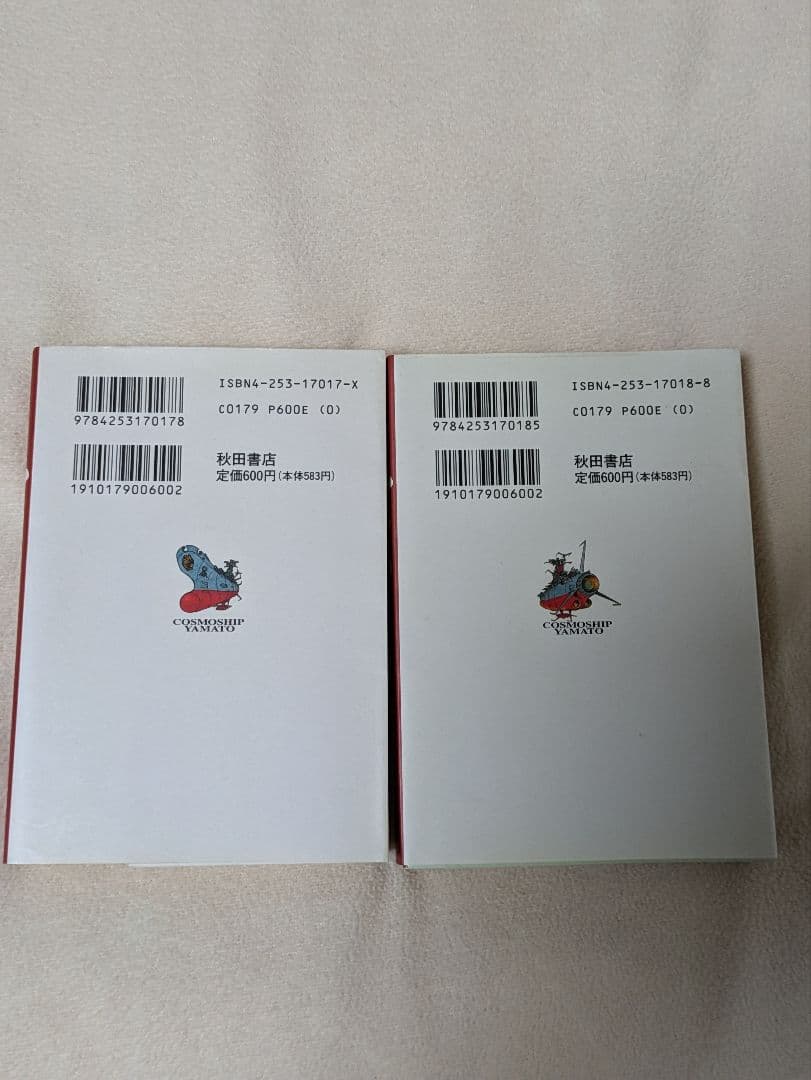 ISBN4-253-17017-X
C0179 P600E (0)
9784253170178
1910179006002
秋田書店
定価600円(本体583円)
COSMOSHIP
YAMATO
ISBN4-253-17018-8
C0179 P600E (0)
9784253170185
1910179006002
秋田書店
定価600円(本体583円)
COSMOSHIP
YAMATO